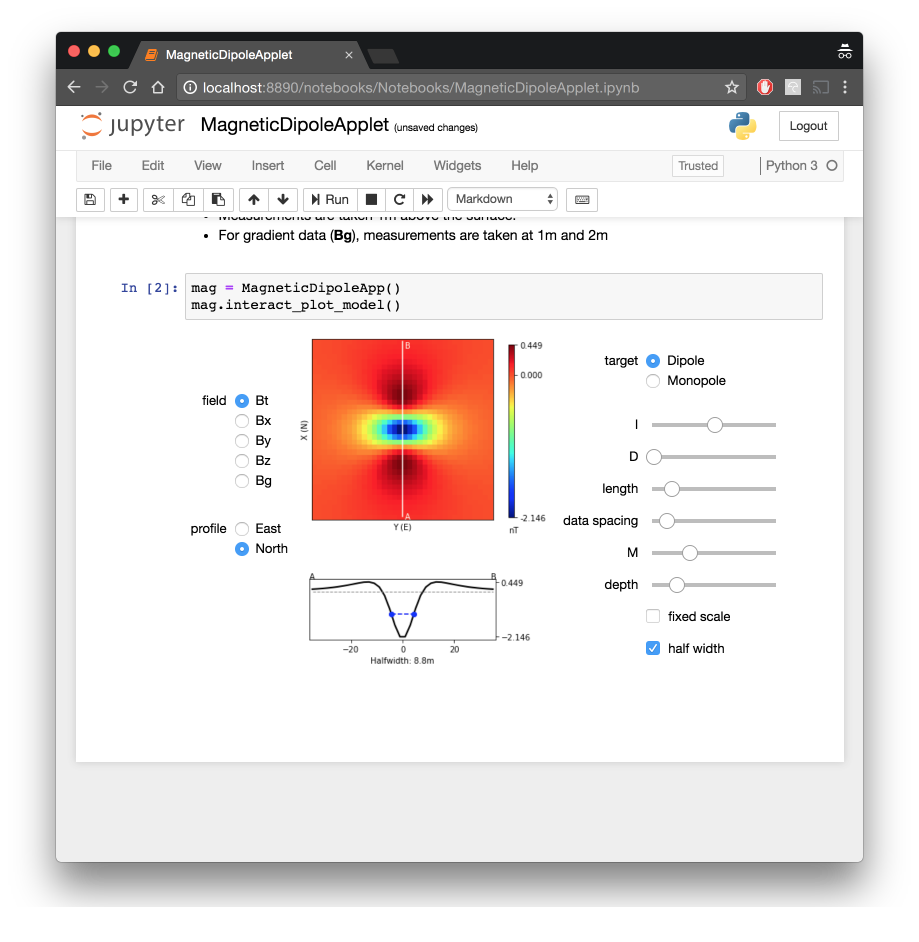 MagneticDipoleApplet ×
localhost:8890/notebooks/Notebooks/MagneticDipoleApplet.ipynb
jupyter MagneticDipoleApplet (unsaved changes) Logout
File Edit View Insert Cell Kernel Widgets Help Trusted Python 3
Run Markdown
• Measurements are taken 1m above the surface.
• For gradient data (Bg), measurements are taken at 1m and 2m
In [2]: mag = MagneticDipoleApp()
mag.interact_plot_model()
field Bt
Bx
By
Bz
Bg
profile East
North
B
A
X (N)
Y (E)
0.449
0.000
-2.146
nT
A B
0.449
−2.146
−20 0 20
Halfwidth: 8.8m
target Dipole
Monopole
I
D
length
data spacing
M
depth
fixed scale
half width